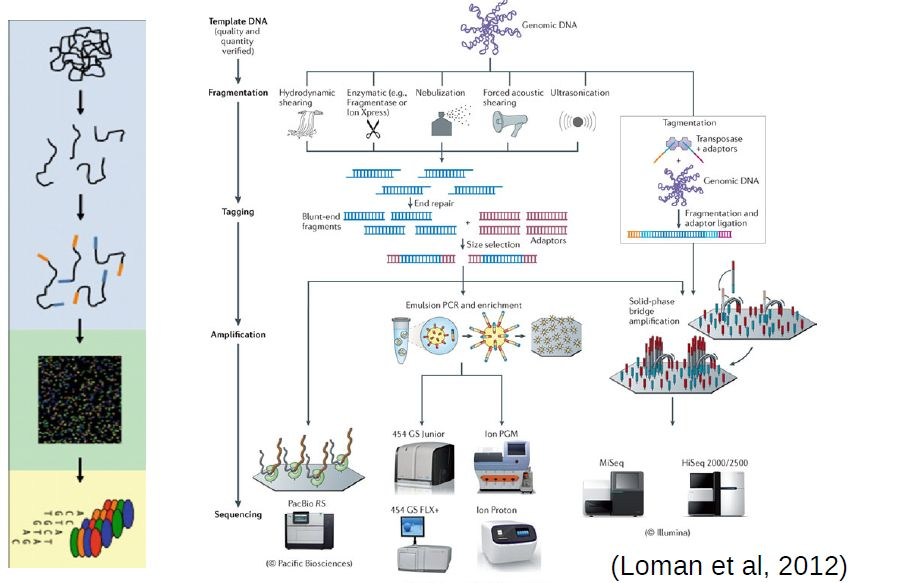 Template DNA
(quality and
quantity
verified)
Genomic DNA
Fragmentation
Hydrodynamic
shearing
Enzymatic (e.g.,
Fragmentase or
Ion Xpress)
Nebulization
Forced acoustic
shearing
Ultrasonication
Tagmentation
Transposase
+ adaptors
+
Genomic DNA
Fragmentation and
adaptor ligation
Tagging
End repair
Blunt-end
fragments
+
Adaptors
Size selection
Amplification
Emulsion PCR and enrichment
Solid-phase
bridge
amplification
454 GS Junior
Ion PGM
MiSeq
HiSeq 2000/2500
Sequencing
PacBio RS
454 GS FLX+
Ion Proton
(© Pacific Biosciences)
(© Illumina)
(Loman et al, 2012)